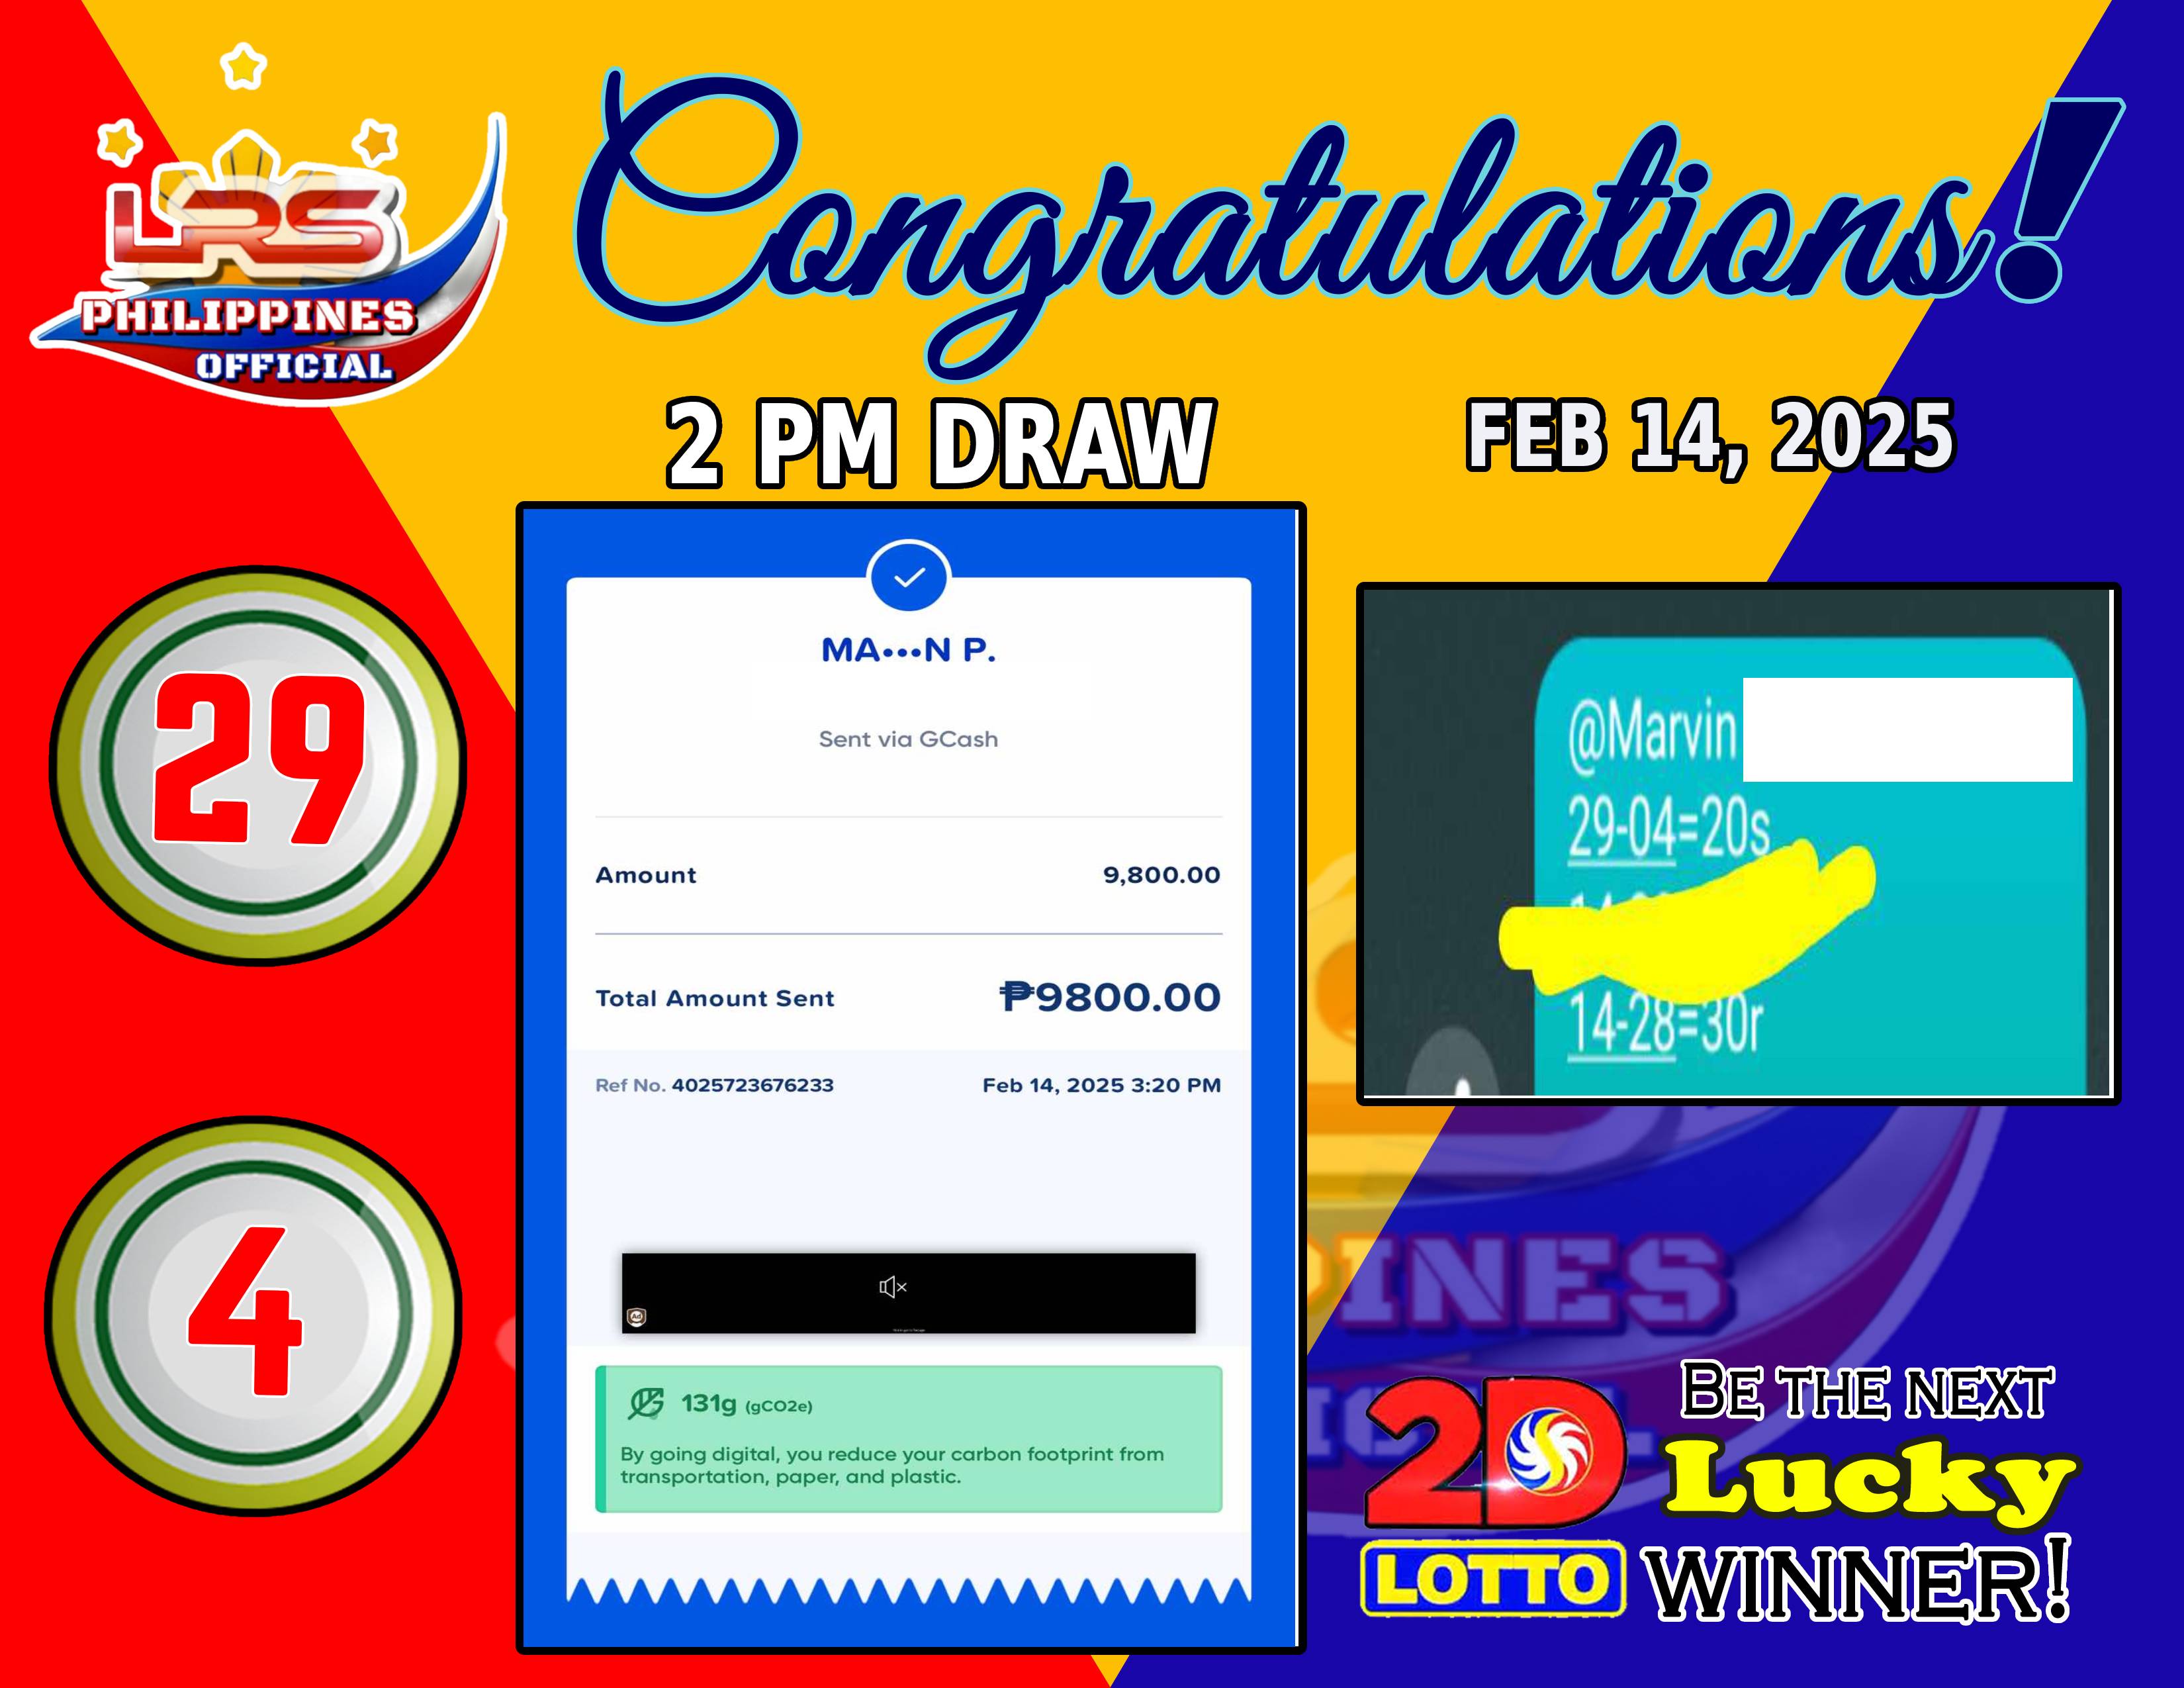 LRS
PHILIPPINES
OFFICIAL
Congratulations!
2 PM DRAW
FEB 14, 2025
29
4
MA•••N P.
Sent via GCash
Amount 9,800.00
Total Amount Sent ₱9800.00
Ref No. 4025723676233 Feb 14, 2025 3:20 PM
Ad
131g (gCO2e)
By going digital, you reduce your carbon footprint from
transportation, paper, and plastic.
@Marvin
29-04=20s
14-28=30r
PINES
2D
LOTTO
BE THE NEXT
Lucky
WINNER!